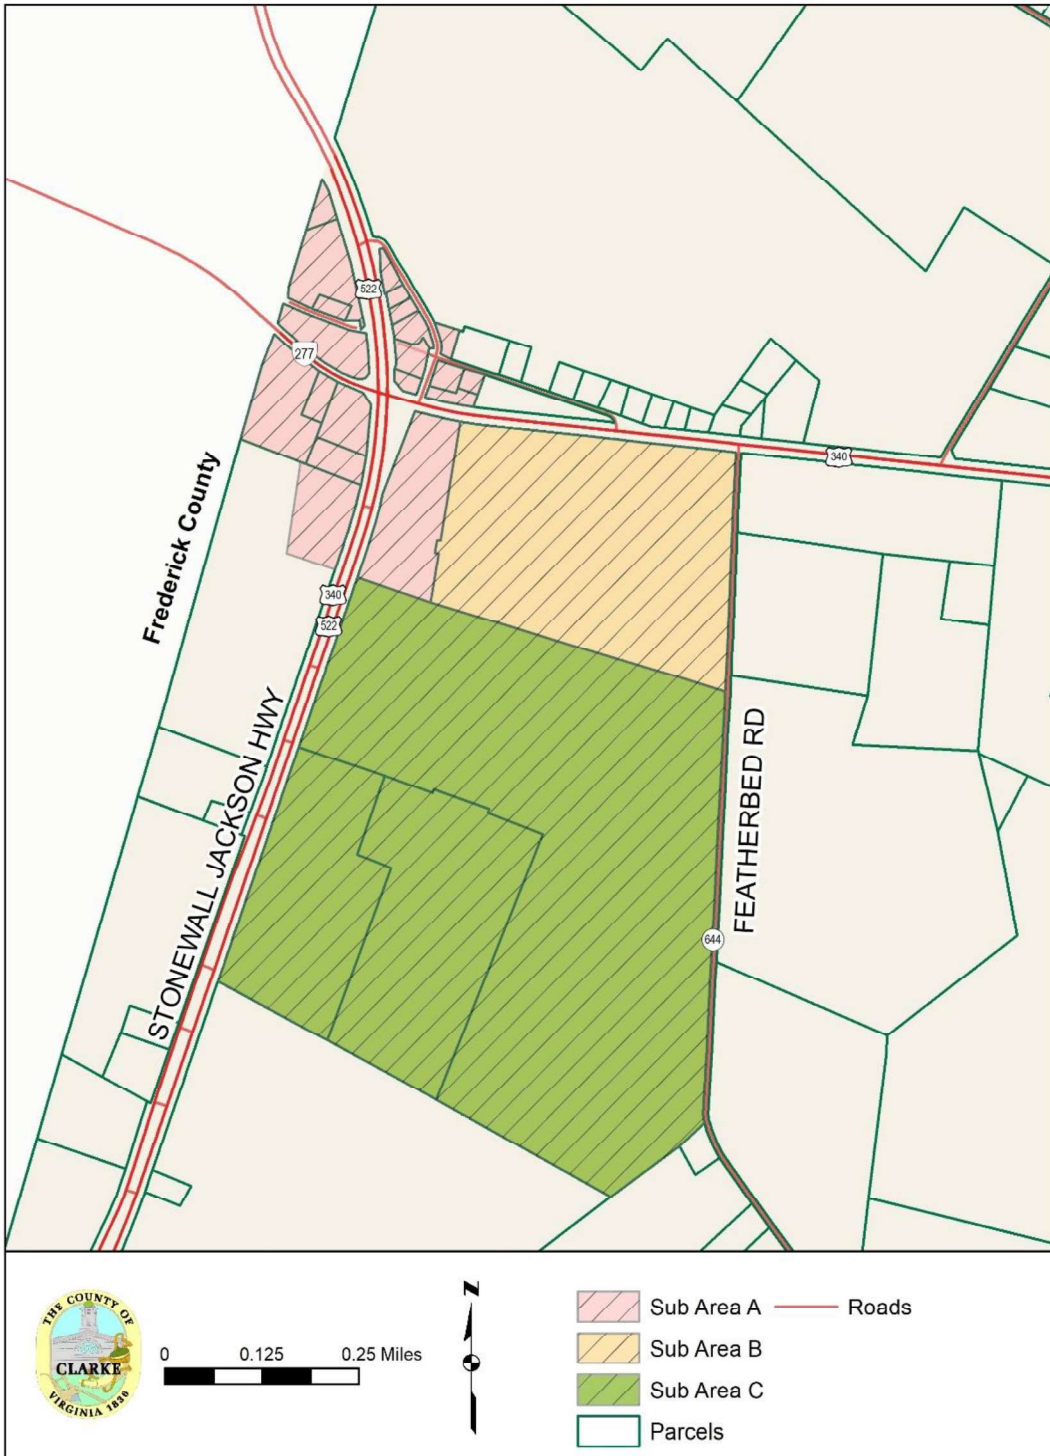 522
277
340
Frederick County
340
522
STONEWALL JACKSON HWY
FEATHERBED RD
644
THE COUNTY OF
CLARKE
VIRGINIA 1836
0 0.125 0.25 Miles
N
Sub Area A Roads
Sub Area B
Sub Area C
Parcels